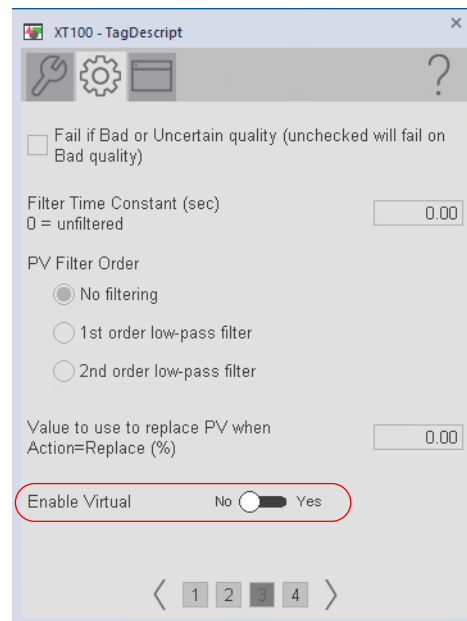 XT100 - TagDescript
Fail if Bad or Uncertain quality (unchecked will fail on
Bad quality)
Filter Time Constant (sec)
0 = unfiltered
0.00
PV Filter Order
No filtering
1st order low-pass filter
2nd order low-pass filter
Value to use to replace PV when
Action=Replace (%)
0.00
Enable Virtual No Yes
1 2 3 4